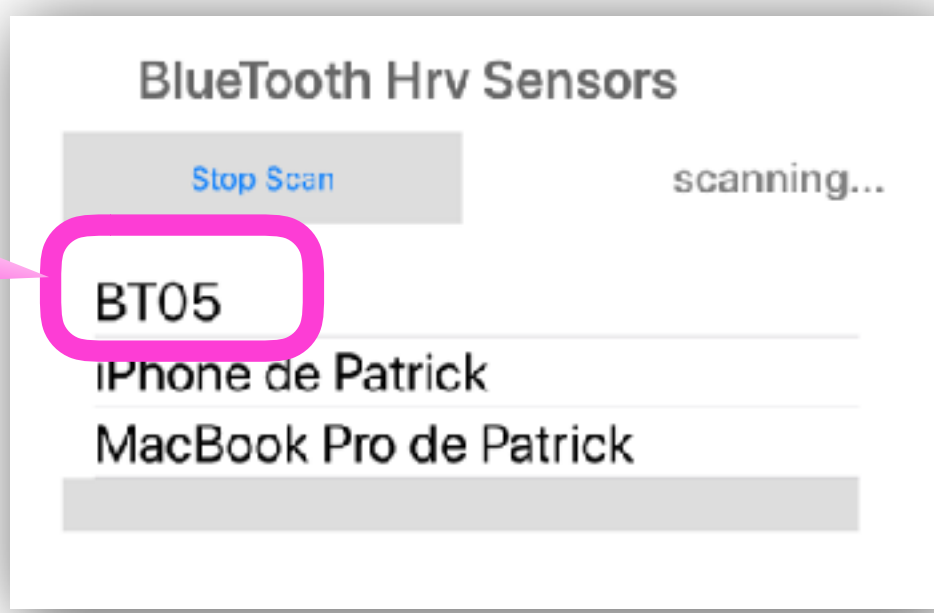 BlueTooth Hrv Sensors
Stop Scan
scanning...
BT05
iPhone de Patrick
MacBook Pro de Patrick